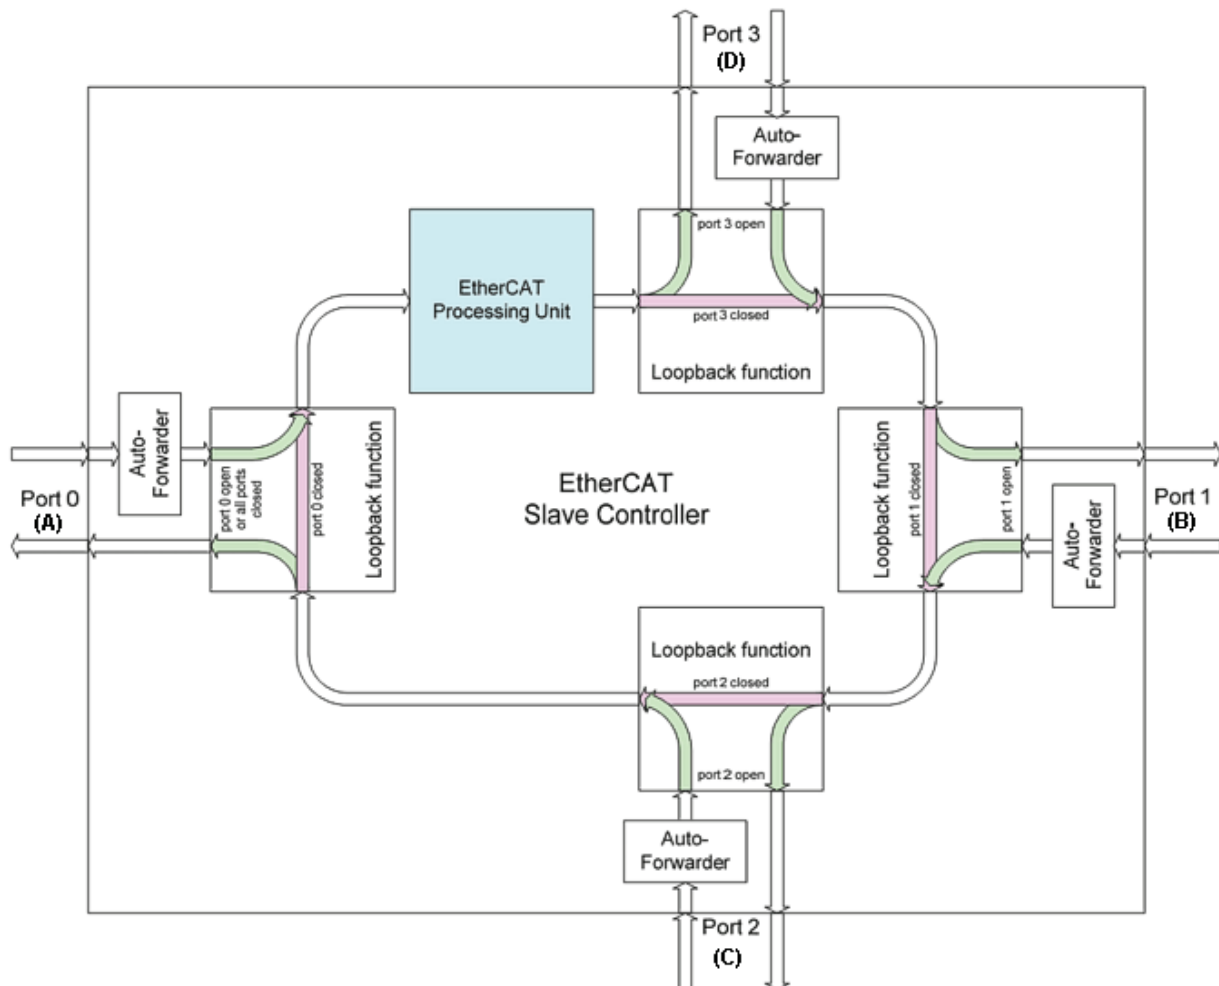 Port 3
(D)
Auto-
Forwarder
port 3 open
port 3 closed
Loopback function
EtherCAT
Processing Unit
Auto-
Forwarder
port 0 open
or all ports
closed
port 0 closed
Loopback function
Port 0
(A)
EtherCAT
Slave Controller
Loopback function
port 1 closed
port 1 open
Auto-
Forwarder
Port 1
(B)
Loopback function
port 2 closed
port 2 open
Auto-
Forwarder
Port 2
(C)